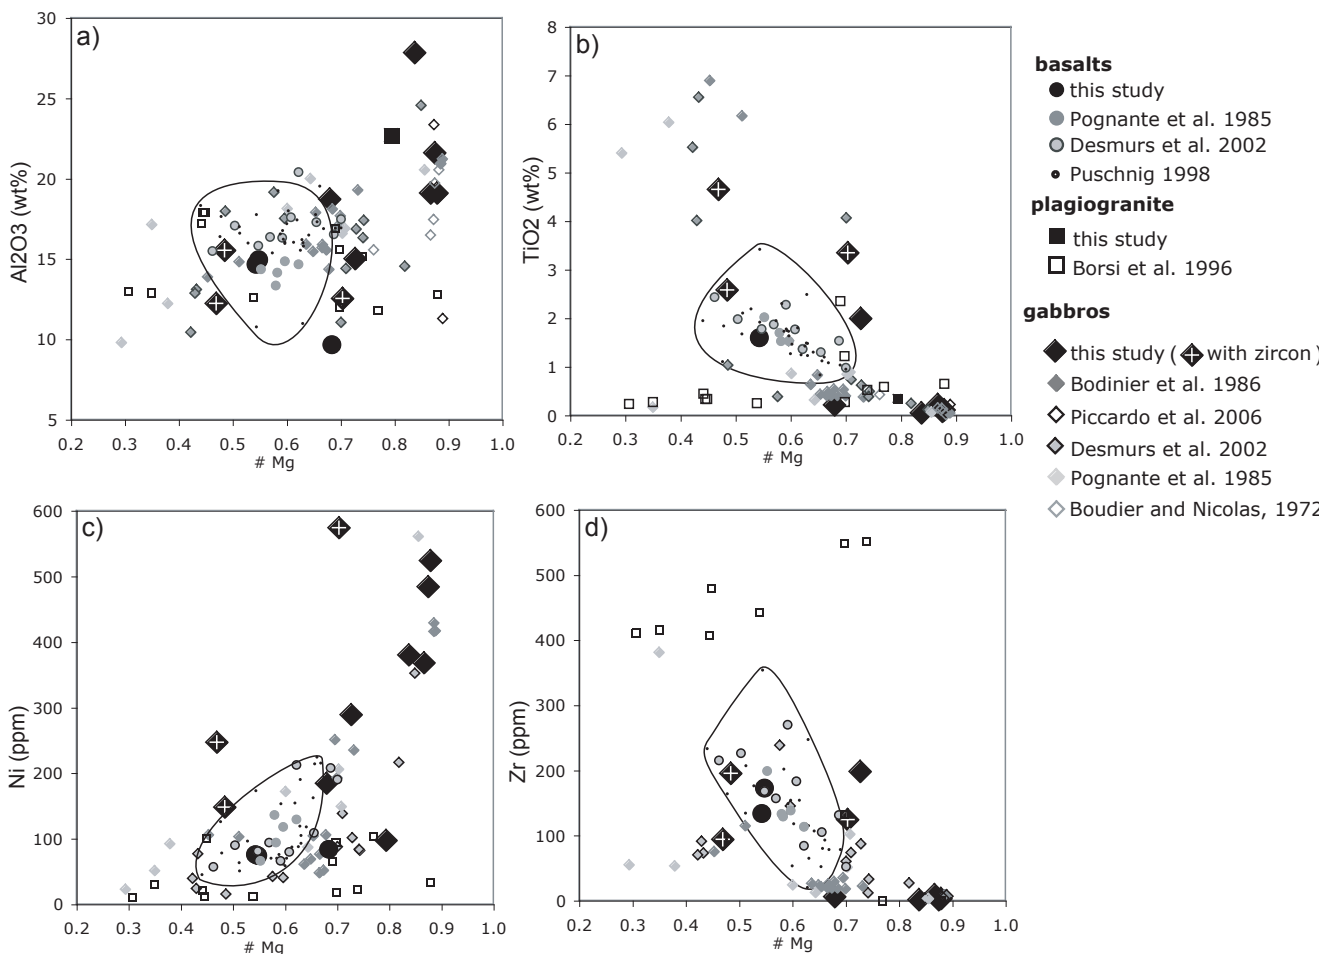 a)
30
25
20
15
10
5
Al2O3 (wt%)
0.2 0.3 0.4 0.5 0.6 0.7 0.8 0.9 1.0
# Mg
b)
8
7
6
5
4
3
2
1
0
TiO2 (wt%)
0.2 0.3 0.4 0.5 0.6 0.7 0.8 0.9 1.0
# Mg
basalts
this study
Pognante et al. 1985
Desmurs et al. 2002
Puschnig 1998
plagiogranite
this study
Borsi et al. 1996
gabbros
this study ( with zircon )
Bodinier et al. 1986
Piccardo et al. 2006
Desmurs et al. 2002
Pognante et al. 1985
Boudier and Nicolas, 1972
c)
600
500
400
300
200
100
0
Ni (ppm)
0.2 0.3 0.4 0.5 0.6 0.7 0.8 0.9 1.0
# Mg
d)
600
500
400
300
200
100
0
Zr (ppm)
0.2 0.3 0.4 0.5 0.6 0.7 0.8 0.9 1.0
# Mg